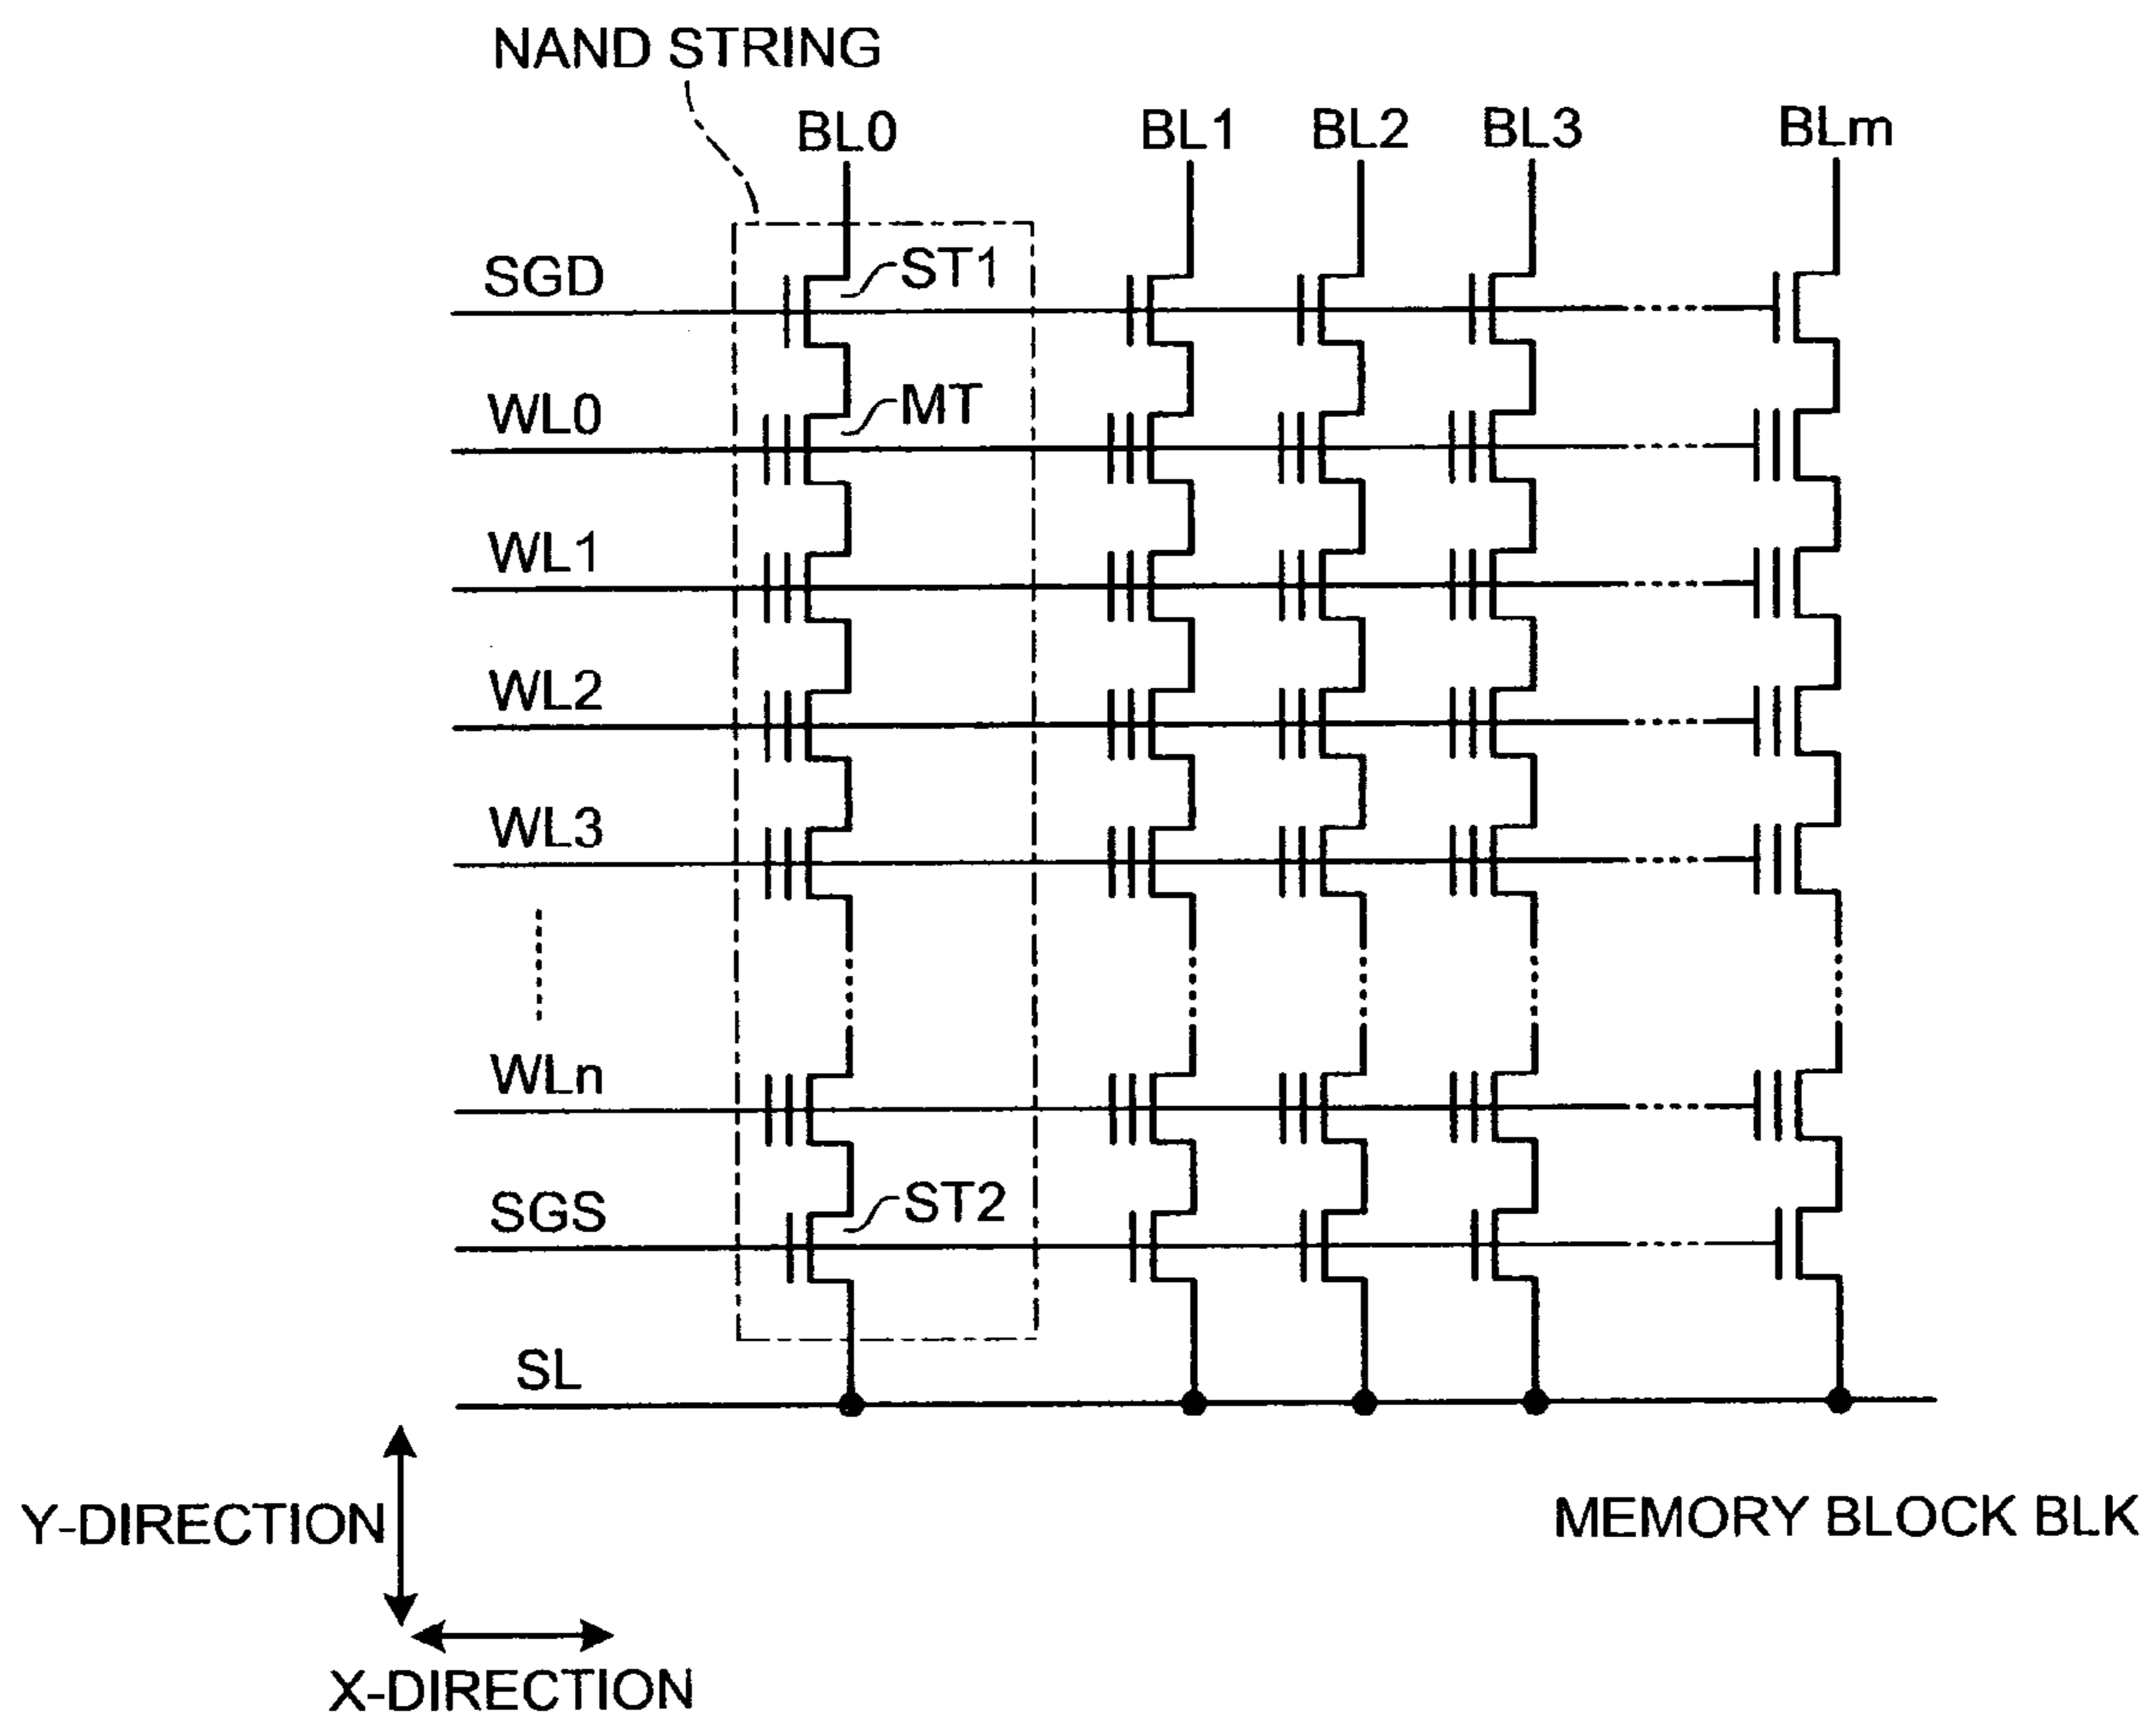 NAND STRING
BL0 BL1 BL2 BL3 BLm
SGD ST1
WL0 MT
WL1
WL2
WL3
WLn
SGS ST2
SL
Y-DIRECTION
MEMORY BLOCK BLK
X-DIRECTION